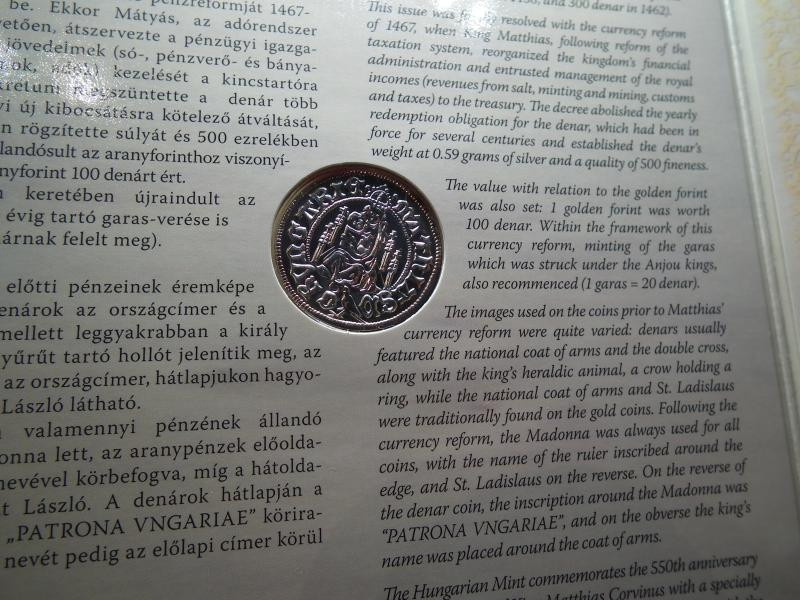 pénzreformját 1467-
be. Ekkor Mátyás, az adórendszer
vetően, átszervezte a pénzügyi igazga-
jövedelmek (só-, pénzverő- és bánya-
kezelését a kincstartóra
megszüntette a denár több
yi új kibocsátásra kötelező átváltását,
n rögzítette súlyát és 500 ezrelékben
llandósult az aranyforinthoz viszonyí-
nyforint 100 denárt ért.
keretében újraindult az
évig tartó garas-verése is
árnak felelt meg).
előtti pénzeinek éremképe
enárok az országcímer és a
mellett leggyakrabban a király
yűrűt tartó hollót jelenítik meg, az
az országcímer, hátlapjukon hagyo-
László látható.
valamennyi pénzének állandó
onna lett, az aranypénzek előolda-
nevével körbefogva, míg a hátolda-
t László. A denárok hátlapján a
„PATRONA VNGARIAE” körira-
nevét pedig az előlapi címer körül
and 300 denar in 1462).
This issue was resolved with the currency reform
of 1467, when King Matthias, following reform of the
taxation system, reorganized the kingdom's financial
administration and entrusted management of the royal
incomes (revenues from salt, minting and mining, customs
and taxes) to the treasury. The decree abolished the yearly
redemption obligation for the denar, which had been in
force for several centuries and established the denar's
weight at 0.59 grams of silver and a quality of 500 fineness.
The value with relation to the golden forint
was also set: 1 golden forint was worth
100 denar. Within the framework of this
currency reform, minting of the garas
which was struck under the Anjou kings,
also recommended (1 garas = 20 denar).
The images used on the coins prior to Matthias'
currency reform were quite varied: denars usually
featured the national coat of arms and the double cross,
along with the king's heraldic animal, a crow holding a
ring, while the national coat of arms and St. Ladislaus
were traditionally found on the gold coins. Following the
currency reform, the Madonna was always used for all
coins, with the name of the ruler inscribed around the
edge, and St. Ladislaus on the reverse. On the reverse of
the denar coin, the inscription around the Madonna was
“PATRONA VNGARIAE”, and on the obverse the king's
name was placed around the coat of arms.
The Hungarian Mint commemorates the 550th anniversary
Matthias Corvinus with a specially